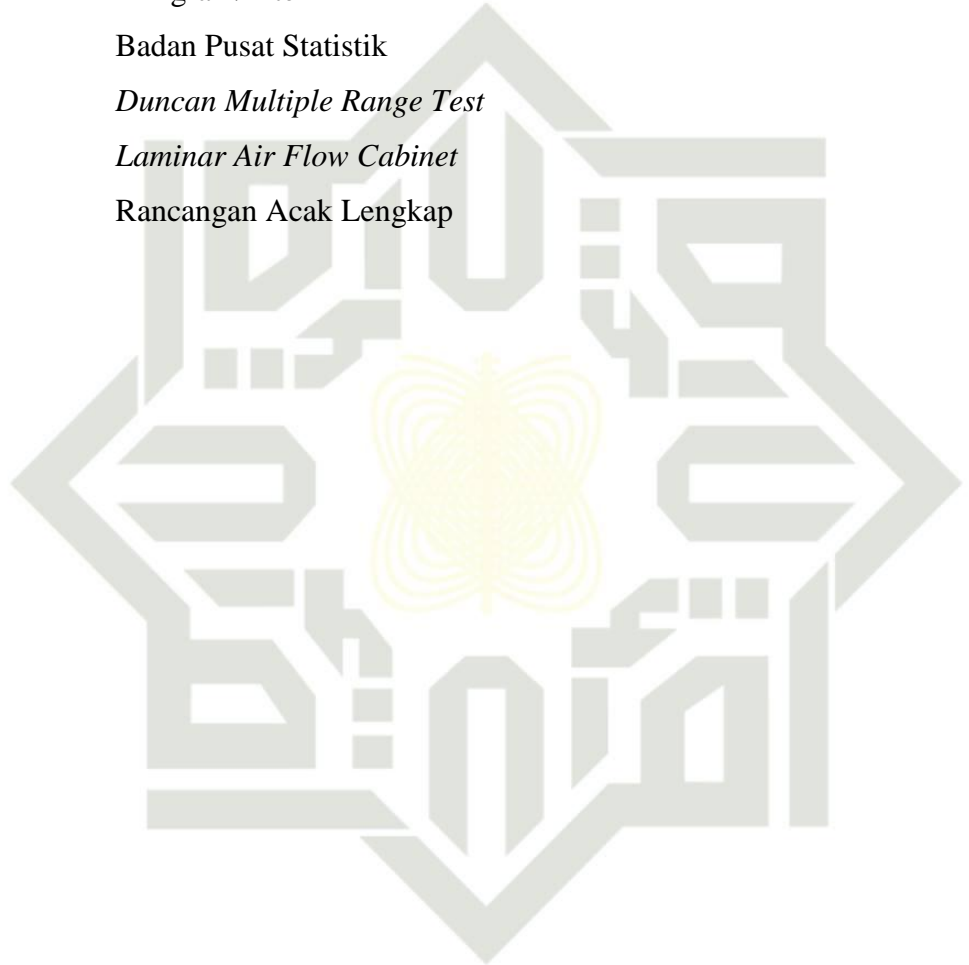 Badan Pusat Statistik
Duncan Multiple Range Test
Laminar Air Flow Cabinet
Rancangan Acak Lengkap